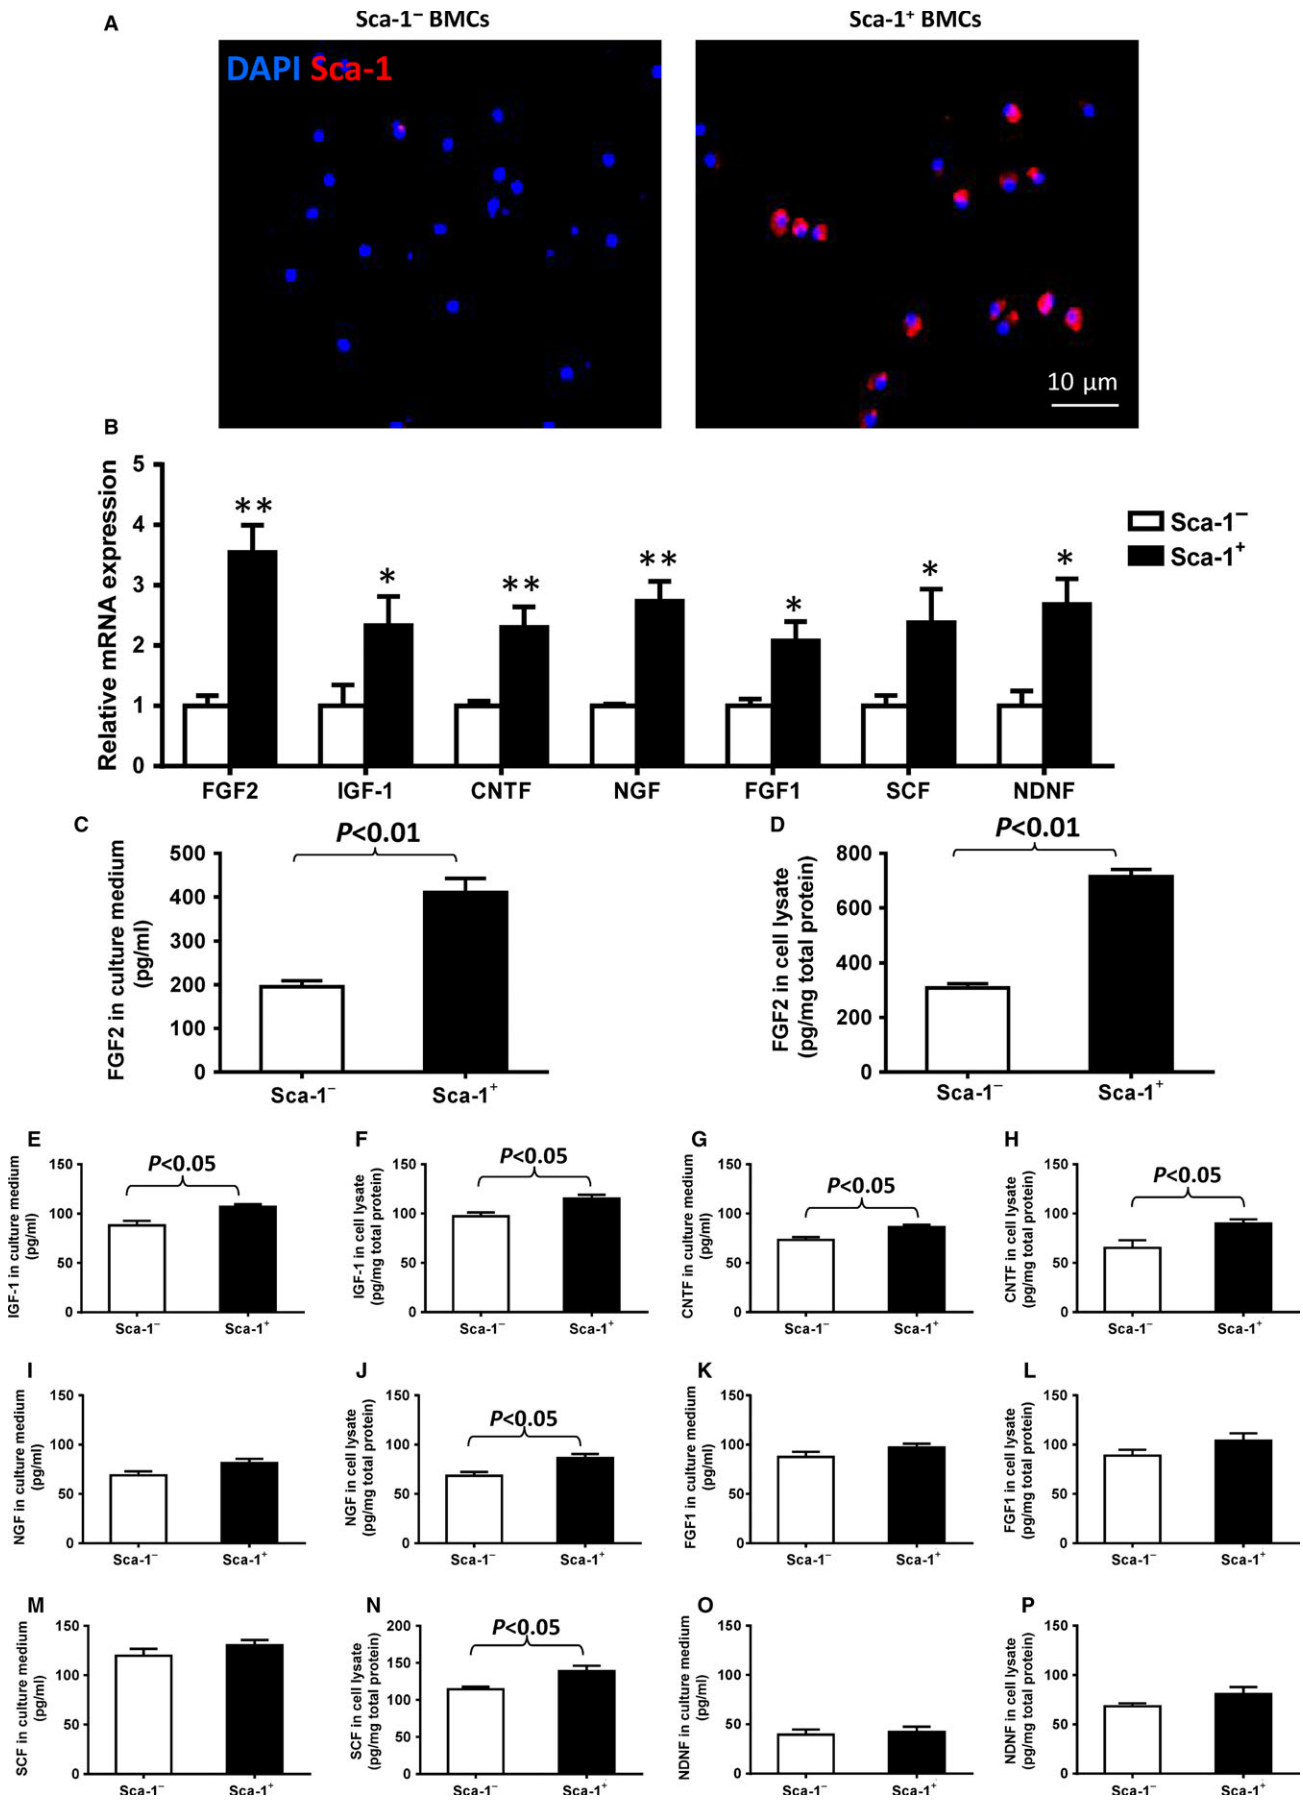 A
Sca-1⁻ BMCs
Sca-1⁺ BMCs
DAPI Sca-1
10 µm
B
Relative mRNA expression
5
4
3
2
1
0
**
*
**
**
*
*
*
Sca-1⁻
Sca-1⁺
FGF2 IGF-1 CNTF NGF FGF1 SCF NDNF
C
P<0.01
FGF2 in culture medium
(pg/ml)
500
400
300
200
100
0
Sca-1⁻ Sca-1⁺
D
P<0.01
FGF2 in cell lysate
(pg/mg total protein)
800
600
400
200
0
Sca-1⁻ Sca-1⁺
E
P<0.05
IGF-1 in culture medium
(pg/ml)
150
100
50
0
Sca-1⁻ Sca-1⁺
F
P<0.05
IGF-1 in cell lysate
(pg/mg total protein)
150
100
50
0
Sca-1⁻ Sca-1⁺
G
P<0.05
CNTF in culture medium
(pg/ml)
150
100
50
0
Sca-1⁻ Sca-1⁺
H
P<0.05
CNTF in cell lysate
(pg/mg total protein)
150
100
50
0
Sca-1⁻ Sca-1⁺
I
NGF in culture medium
(pg/ml)
150
100
50
0
Sca-1⁻ Sca-1⁺
J
P<0.05
NGF in cell lysate
(pg/mg total protein)
150
100
50
0
Sca-1⁻ Sca-1⁺
K
FGF1 in culture medium
(pg/ml)
150
100
50
0
Sca-1⁻ Sca-1⁺
L
FGF1 in cell lysate
(pg/mg total protein)
150
100
50
0
Sca-1⁻ Sca-1⁺
M
SCF in culture medium
(pg/ml)
150
100
50
0
Sca-1⁻ Sca-1⁺
N
P<0.05
SCF in cell lysate
(pg/mg total protein)
200
150
100
50
0
Sca-1⁻ Sca-1⁺
O
NDNF in culture medium
(pg/ml)
150
100
50
0
Sca-1⁻ Sca-1⁺
P
NDNF in cell lysate
(pg/mg total protein)
150
100
50
0
Sca-1⁻ Sca-1⁺